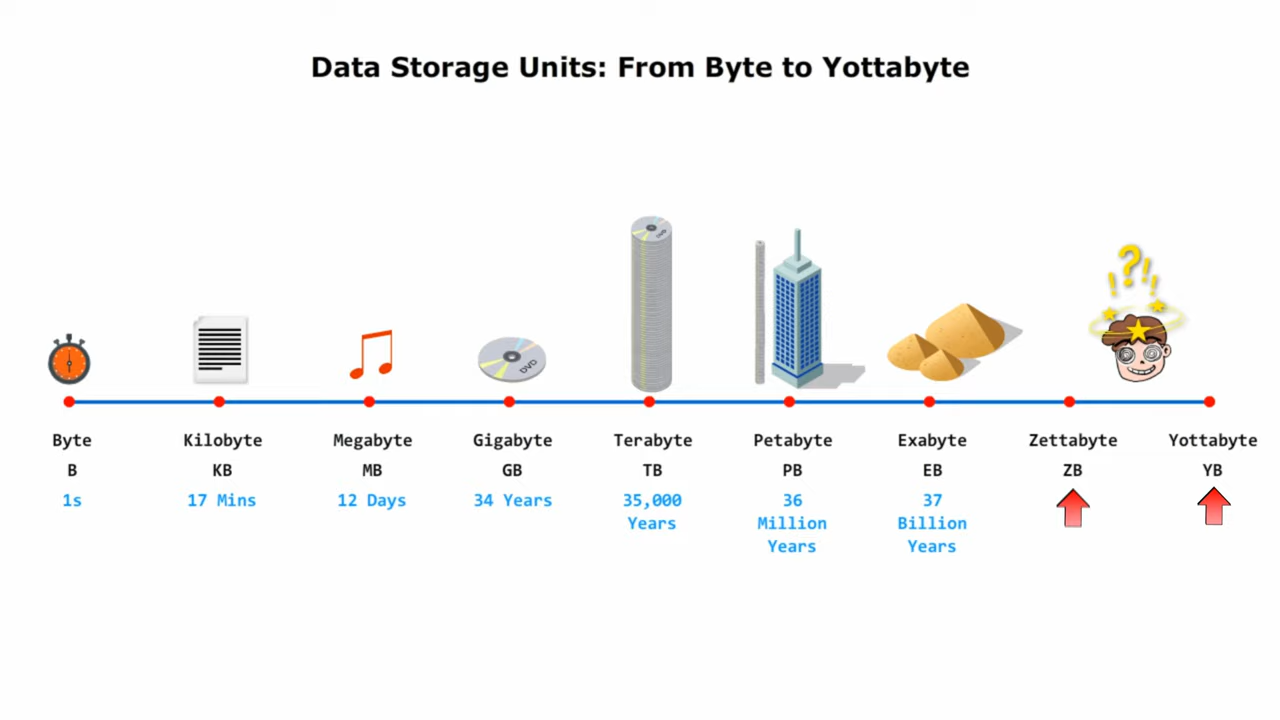 Data Storage Units: From Byte to Yottabyte
DVD
DVD
Byte Kilobyte Megabyte Gigabyte Terabyte Petabyte Exabyte Zettabyte Yottabyte
B KB MB GB TB PB EB ZB YB
1s 17 Mins 12 Days 34 Years 35,000 36 37
Years Million Billion
Years Years